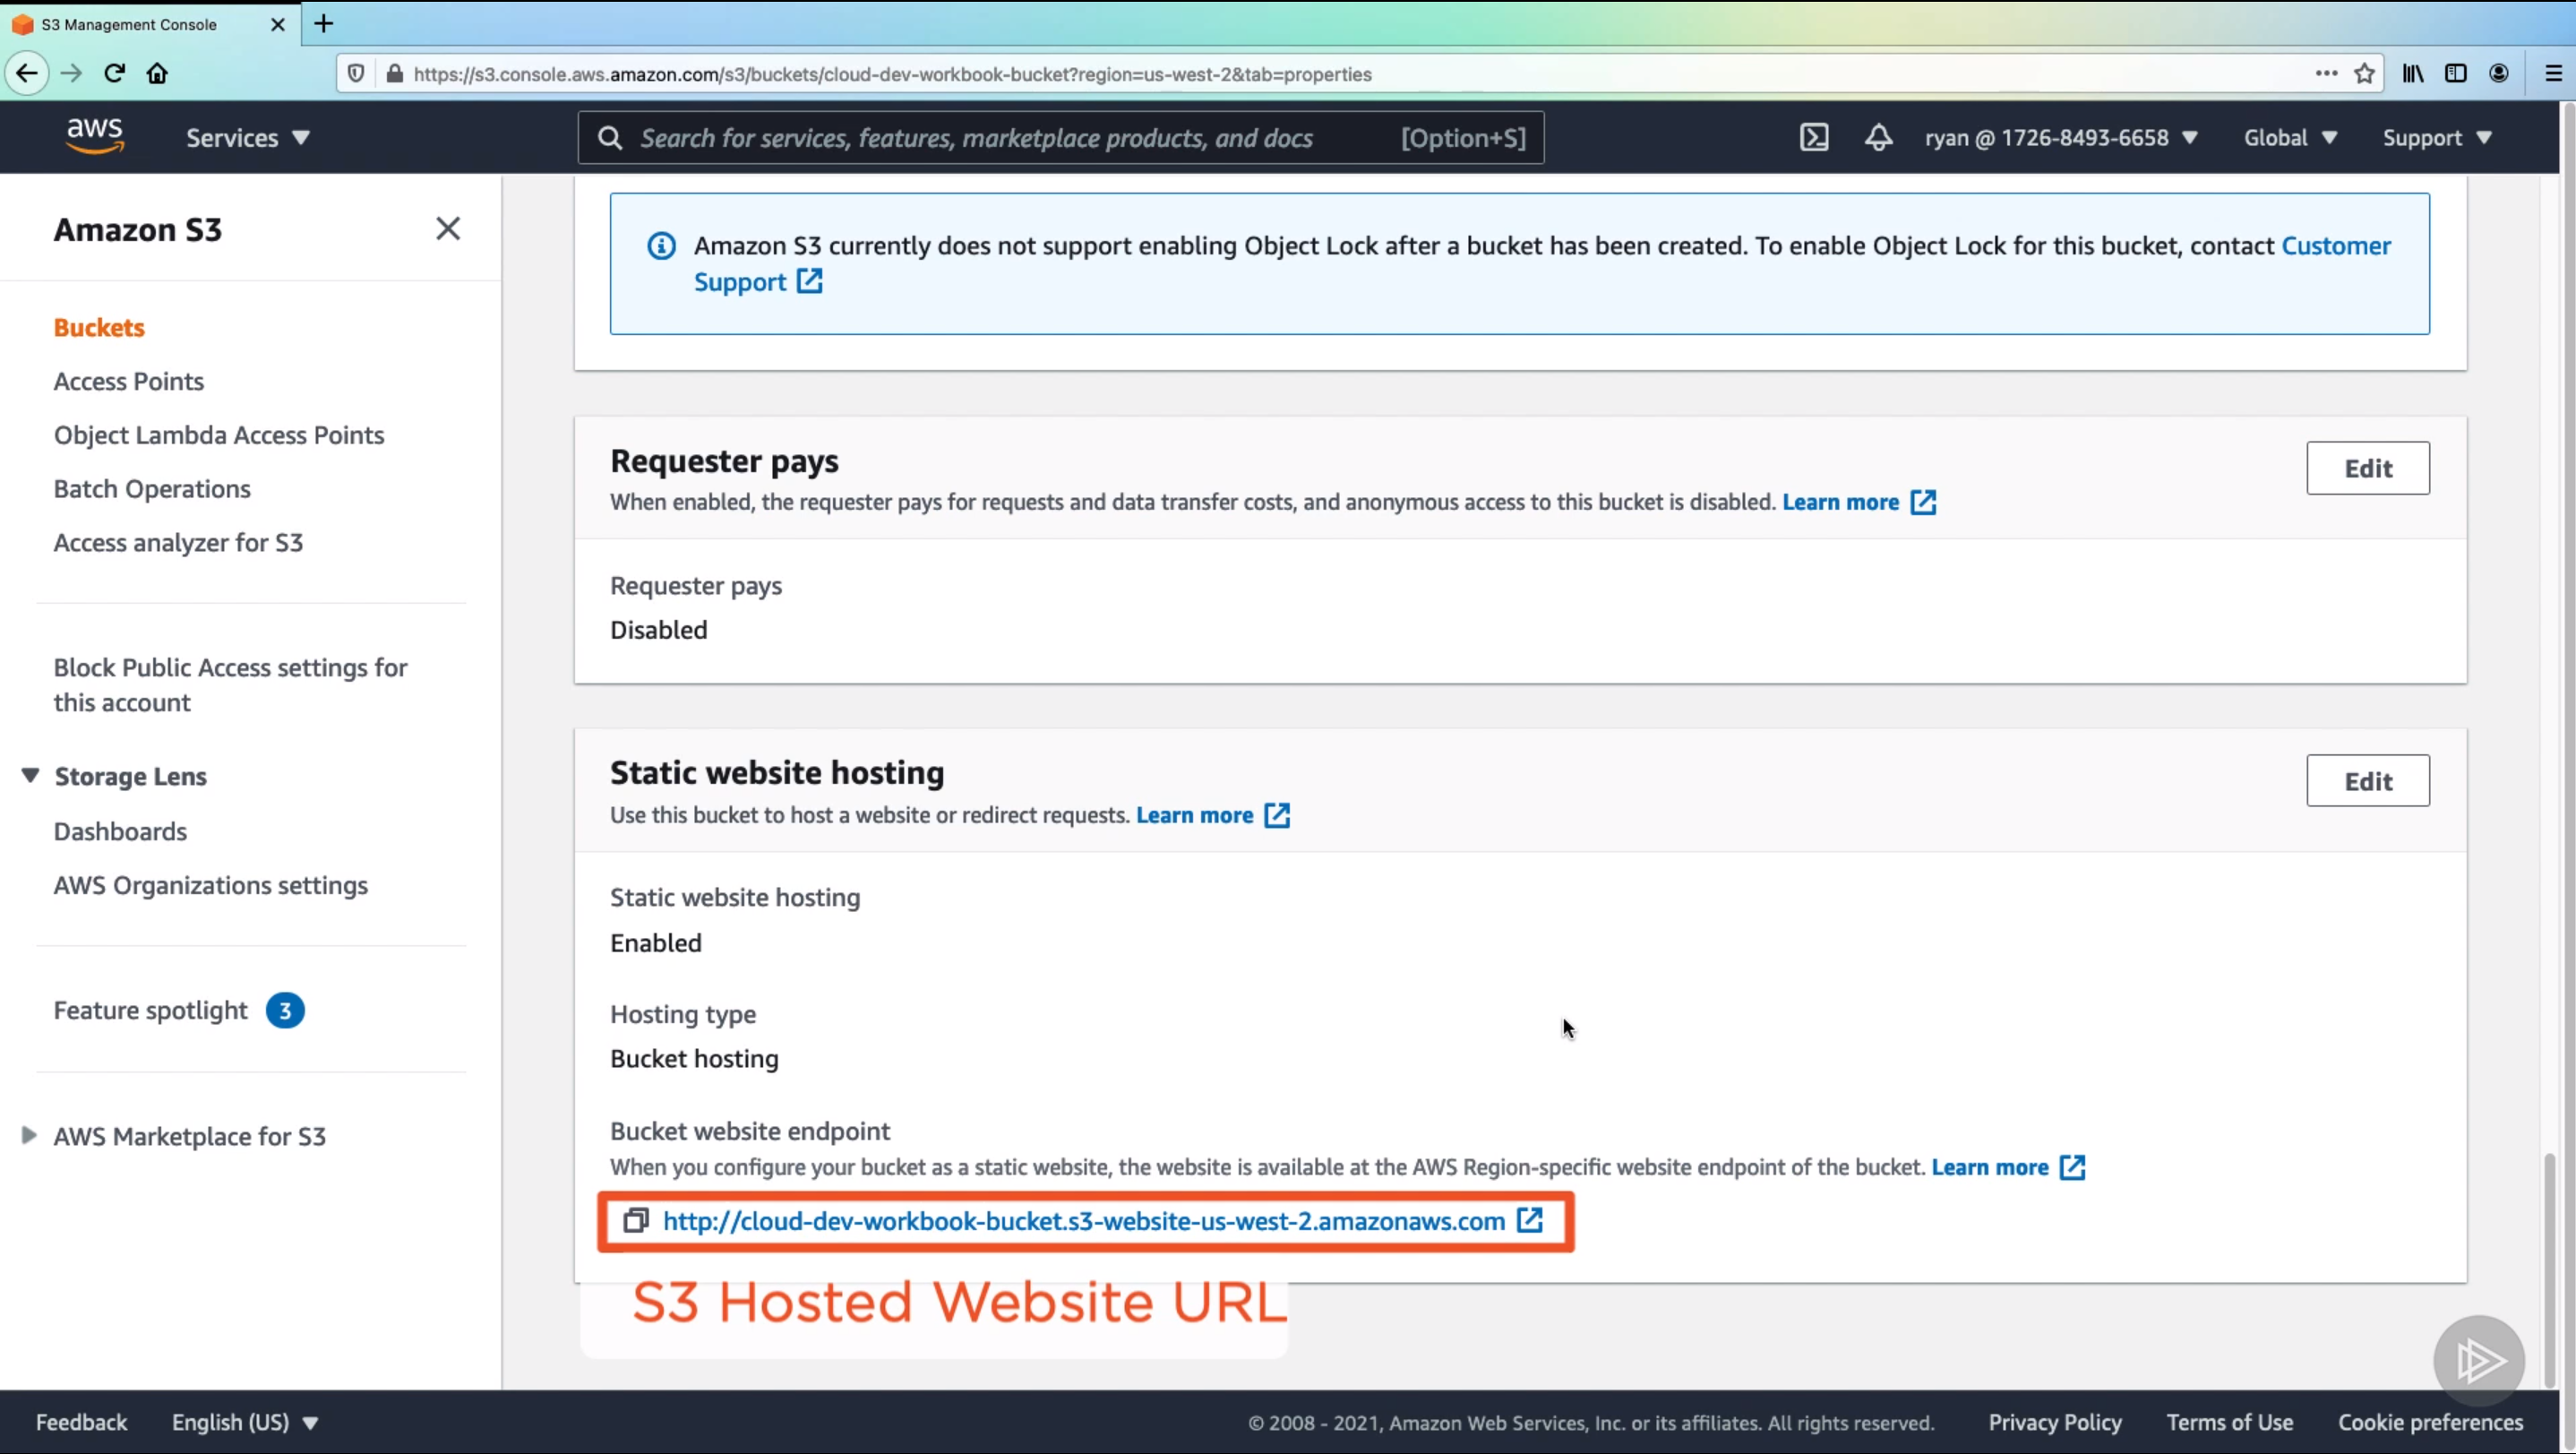 S3 Management Console
https://s3.console.aws.amazon.com/s3/buckets/cloud-dev-workbook-bucket?region=us-west-2&tab=properties
aws
Services
Search for services, features, marketplace products, and docs
[Option+S]
ryan @ 1726-8493-6658
Global
Support
Amazon S3
Buckets
Access Points
Object Lambda Access Points
Batch Operations
Access analyzer for S3
Block Public Access settings for
this account
Storage Lens
Dashboards
AWS Organizations settings
Feature spotlight 3
AWS Marketplace for S3
Amazon S3 currently does not support enabling Object Lock after a bucket has been created. To enable Object Lock for this bucket, contact Customer
Support
Requester pays
Edit
When enabled, the requester pays for requests and data transfer costs, and anonymous access to this bucket is disabled. Learn more
Requester pays
Disabled
Static website hosting
Edit
Use this bucket to host a website or redirect requests. Learn more
Static website hosting
Enabled
Hosting type
Bucket hosting
Bucket website endpoint
When you configure your bucket as a static website, the website is available at the AWS Region-specific website endpoint of the bucket. Learn more
http://cloud-dev-workbook-bucket.s3-website-us-west-2.amazonaws.com
S3 Hosted Website URL
Feedback
English (US)
© 2008 - 2021, Amazon Web Services, Inc. or its affiliates. All rights reserved.
Privacy Policy
Terms of Use
Cookie preferences